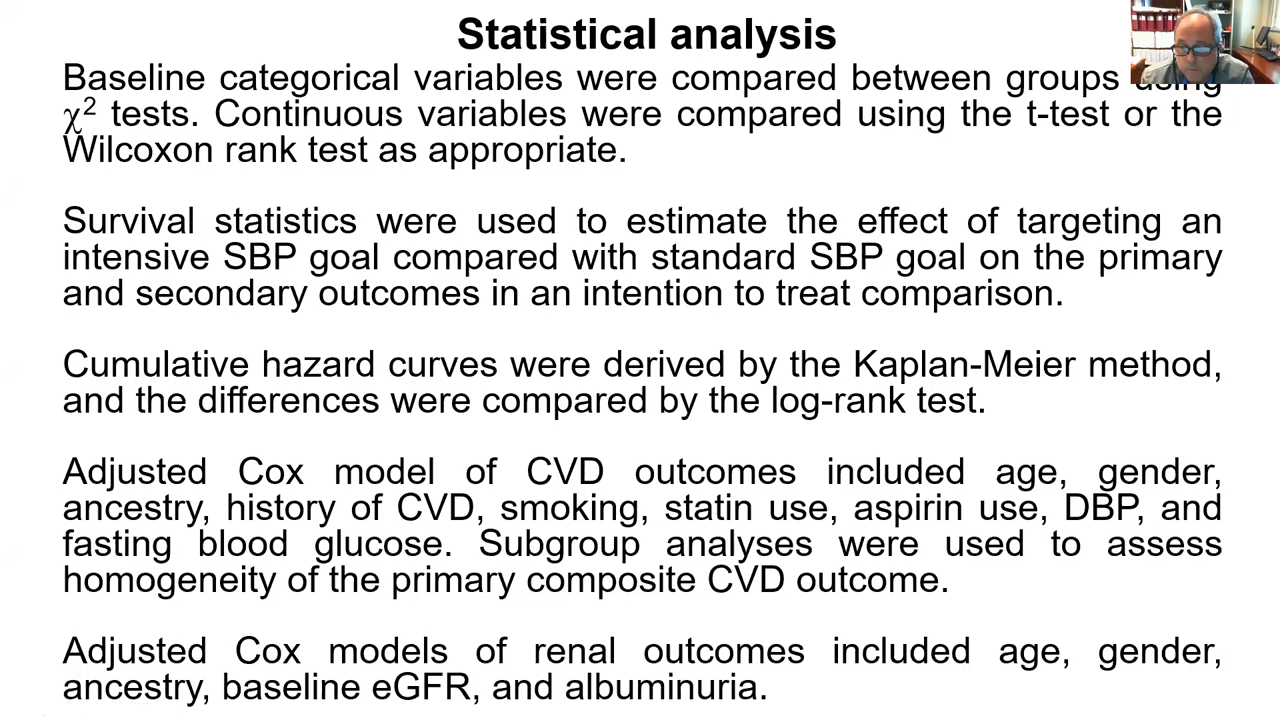 Statistical analysis
Baseline categorical variables were compared between groups using
χ² tests. Continuous variables were compared using the t-test or the
Wilcoxon rank test as appropriate.
Survival statistics were used to estimate the effect of targeting an
intensive SBP goal compared with standard SBP goal on the primary
and secondary outcomes in an intention to treat comparison.
Cumulative hazard curves were derived by the Kaplan-Meier method,
and the differences were compared by the log-rank test.
Adjusted Cox model of CVD outcomes included age, gender,
ancestry, history of CVD, smoking, statin use, aspirin use, DBP, and
fasting blood glucose. Subgroup analyses were used to assess
homogeneity of the primary composite CVD outcome.
Adjusted Cox models of renal outcomes included age, gender,
ancestry, baseline eGFR, and albuminuria.